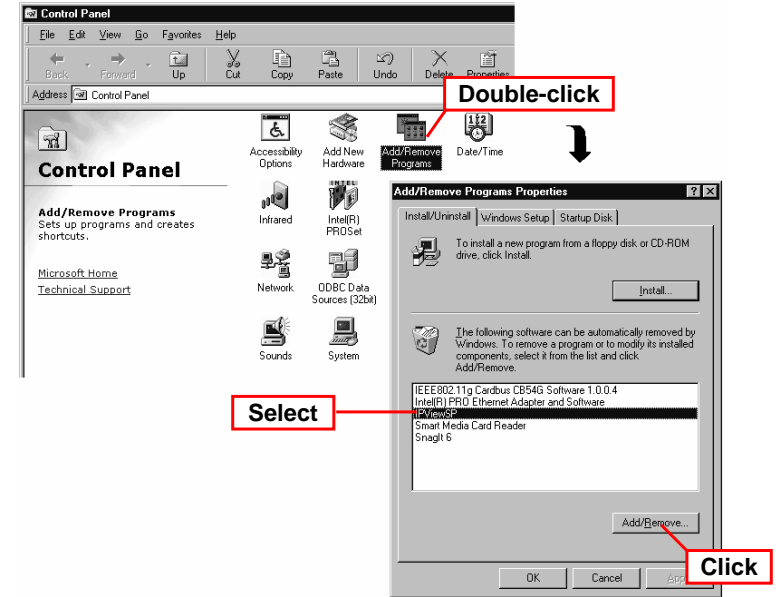 Control Panel
File Edit View Go Favorites Help
Back Forward Up Cut Copy Paste Undo Delete Properties
Address Control Panel
Double-click
Control Panel
Add/Remove Programs
Sets up programs and creates
shortcuts.
Microsoft Home
Technical Support
Accessibility
Options
Add New
Hardware
Add/Remove
Programs
Date/Time
Infrared
Intel(R)
PROSet
Network
ODBC Data
Sources (32bit)
Sounds
System
Add/Remove Programs Properties
Install/Uninstall Windows Setup Startup Disk
To install a new program from a floppy disk or CD-ROM
drive, click Install.
Install...
The following software can be automatically removed by
Windows. To remove a program or to modify its installed
components, select it from the list and click
Add/Remove.
IEEE802.11g Cardbus CB54G Software 1.0.0.4
Intel(R) PRO Ethernet Adapter and Software
IPViewSP
Smart Media Card Reader
SnagIt 6
Select
Add/Remove...
Click
OK Cancel